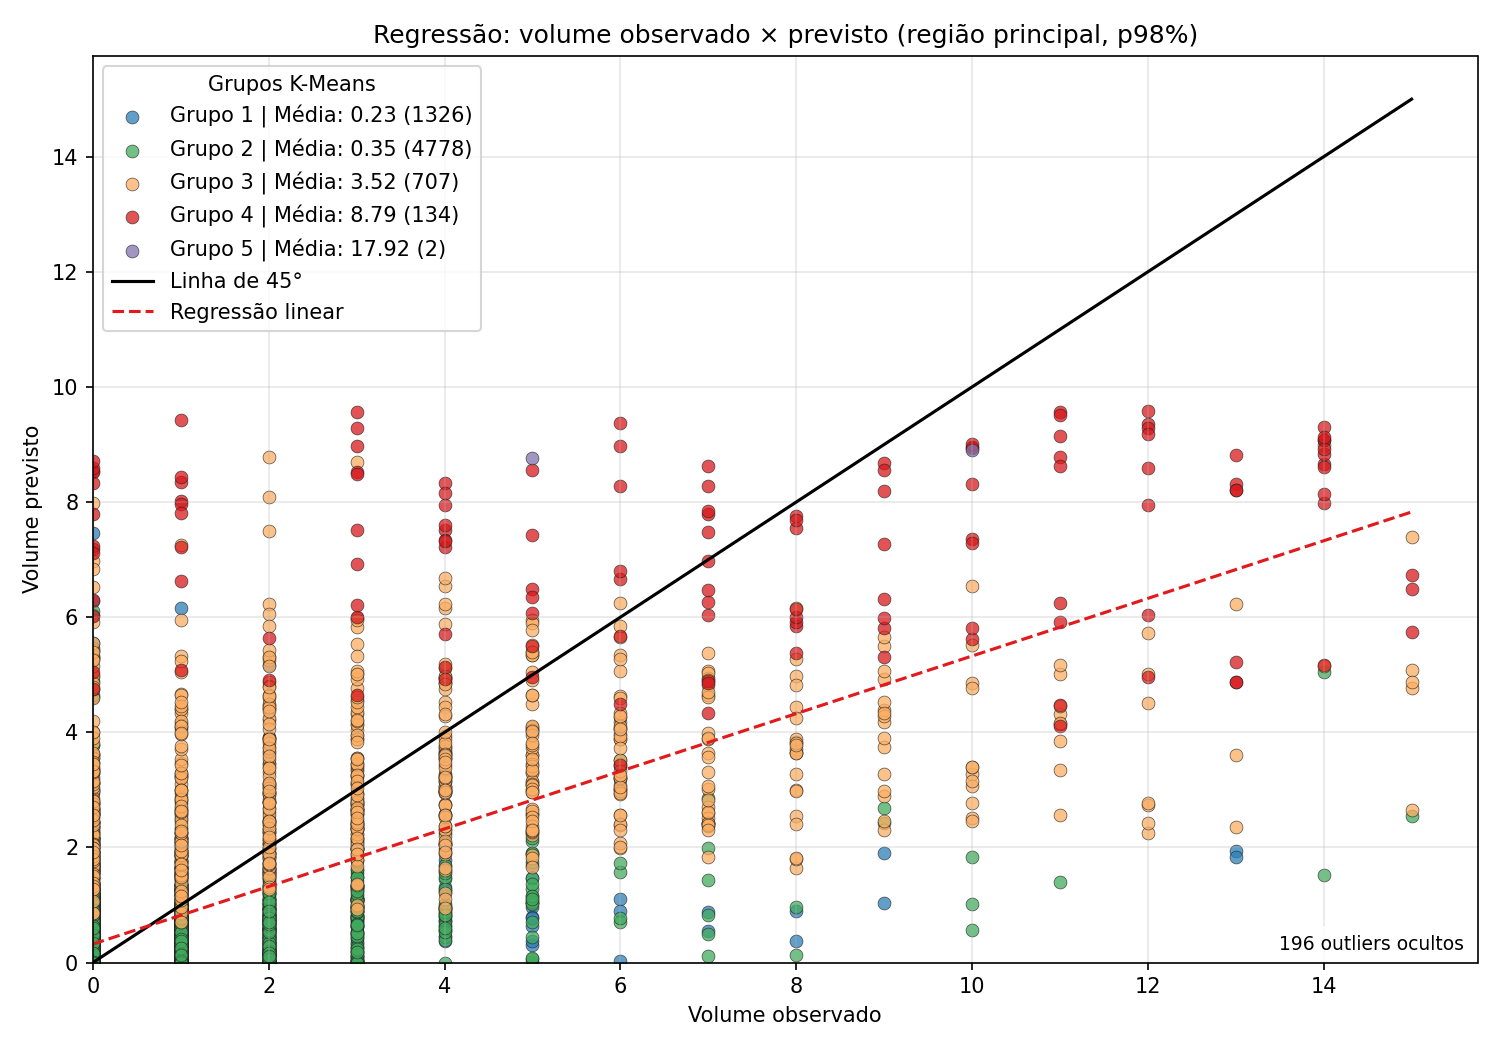 Regressão: volume observado × previsto (região principal, p98%)
Grupos K-Means
Grupo 1 | Média: 0.23 (1326)
Grupo 2 | Média: 0.35 (4778)
Grupo 3 | Média: 3.52 (707)
Grupo 4 | Média: 8.79 (134)
Grupo 5 | Média: 17.92 (2)
Linha de 45°
Regressão linear
Volume previsto
14
12
10
8
6
4
2
0
196 outliers ocultos
0 2 4 6 8 10 12 14
Volume observado